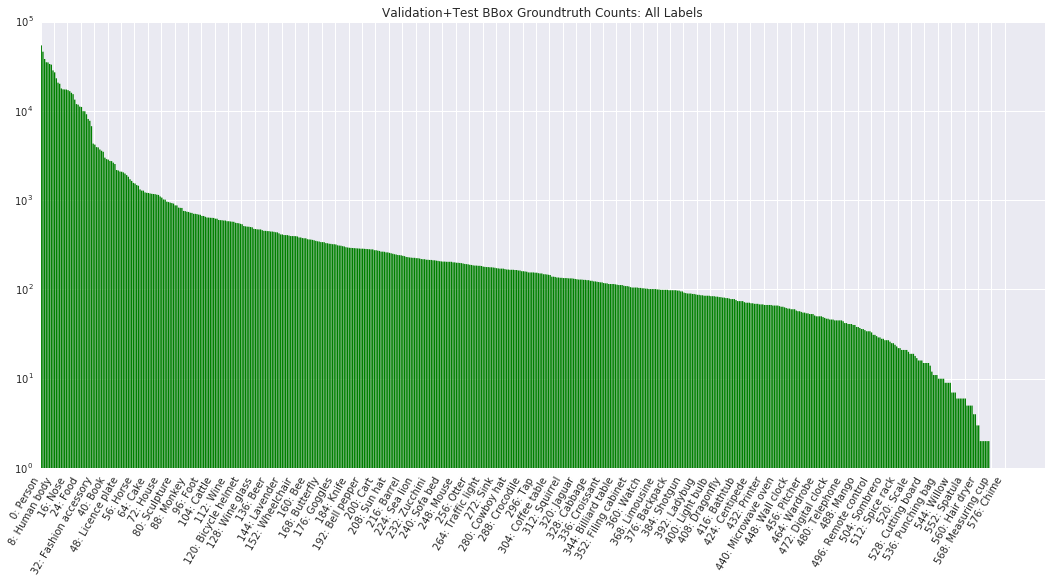 Validation+Test BBox Groundtruth Counts: All Labels
10^5
10^4
10^3
10^2
10^1
10^0
0: Person
8: Human body
16: Nose
24: Food
32: Fashion accessory
40: Book
48: Licence plate
56: Horse
64: Cake
72: House
80: Sculpture
88: Monkey
96: Foot
104: Cattle
112: Wine
120: Bicycle helmet
128: Wine glass
136: Beer
144: Lavender
152: Wheelchair
160: Bee
168: Butterfly
176: Goggles
184: Knife
192: Bell pepper
200: Cart
208: Sun hat
216: Barrel
224: Sea lion
232: Zucchini
240: Sofa bed
248: Mouse
256: Otter
264: Traffic light
272: Sink
280: Cowboy hat
288: Crocodile
296: Tap
304: Coffee table
312: Squirrel
320: Jaguar
328: Cabbage
336: Croissant
344: Billiard table
352: Filing cabinet
360: Watch
368: Limousine
376: Backpack
384: Shotgun
392: Ladybug
400: Light bulb
408: Dragonfly
416: Bathtub
424: Centipede
432: Printer
440: Microwave oven
448: Wall clock
456: Pitcher
464: Wardrobe
472: Digital clock
480: Telephone
488: Mango
496: Remote control
504: Sombrero
512: Spice rack
520: Scale
528: Cutting board
536: Punching bag
544: Willow
552: Spatula
560: Hair dryer
568: Measuring cup
576: Chime